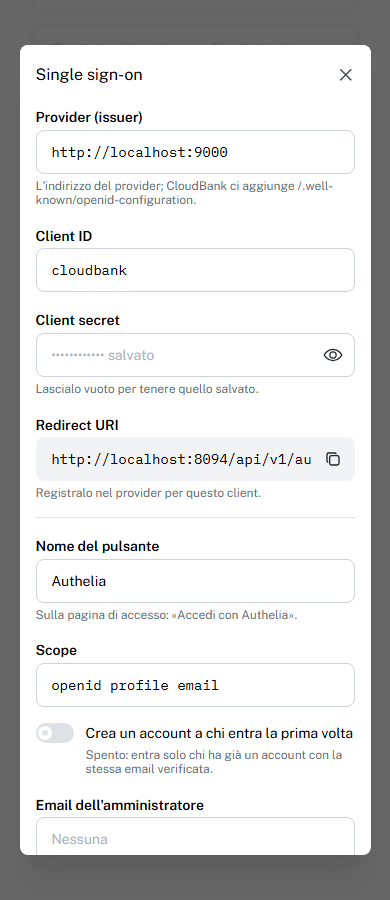 Single sign-on
Provider (issuer)
http://localhost:9000
L'indirizzo del provider; CloudBank ci aggiunge /.well-
known/openid-configuration.
Client ID
cloudbank
Client secret
•••••••••••• salvato
Lascialo vuoto per tenere quello salvato.
Redirect URI
http://localhost:8094/api/v1/au
Registralo nel provider per questo client.
Nome del pulsante
Authelia
Sulla pagina di accesso: «Accedi con Authelia».
Scope
openid profile email
Crea un account a chi entra la prima volta
Spento: entra solo chi ha già un account con la
stessa email verificata.
Email dell'amministratore
Nessuna